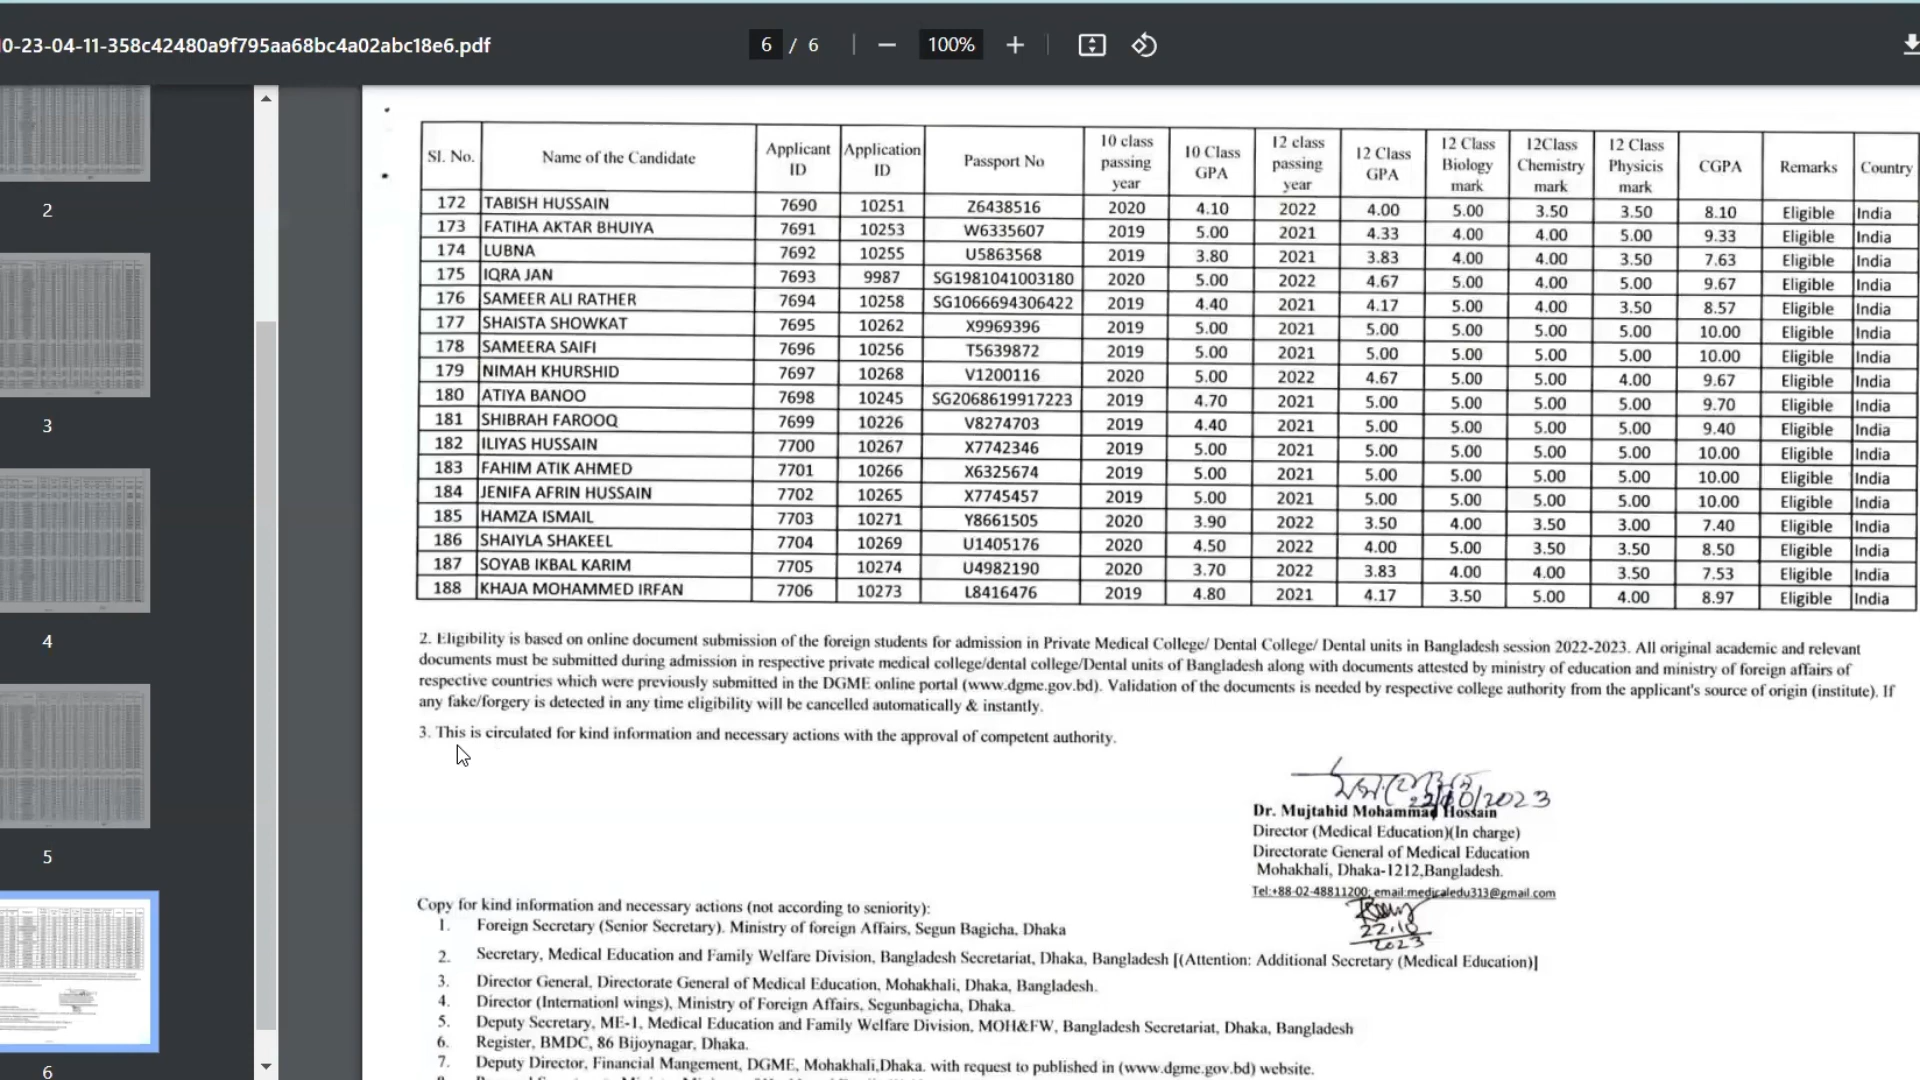 0-23-04-11-358c42480a9f795aa68bc4a02abc18e6.pdf
6 / 6
100%
2
3
4
5
6
Sl. No. Name of the Candidate Applicant ID Application ID Passport No 10 class passing year 10 Class GPA 12 class passing year 12 Class GPA 12 Class Biology mark 12Class Chemistry mark 12 Class Physicis mark CGPA Remarks Country
172 TABISH HUSSAIN 7690 10251 Z6438516 2020 4.10 2022 4.00 5.00 3.50 3.50 8.10 Eligible India
173 FATIHA AKTAR BHUIYA 7691 10253 W6335607 2019 5.00 2021 4.33 4.00 4.00 5.00 9.33 Eligible India
174 LUBNA 7692 10255 U5863568 2019 3.80 2021 3.83 4.00 4.00 3.50 7.63 Eligible India
175 IQRA JAN 7693 9987 SG1981041003180 2020 5.00 2022 4.67 5.00 4.00 5.00 9.67 Eligible India
176 SAMEER ALI RATHER 7694 10258 SG1066694306422 2019 4.40 2021 4.17 5.00 4.00 3.50 8.57 Eligible India
177 SHAISTA SHOWKAT 7695 10262 X9969396 2019 5.00 2021 5.00 5.00 5.00 5.00 10.00 Eligible India
178 SAMEERA SAIFI 7696 10256 T5639872 2019 5.00 2021 5.00 5.00 5.00 5.00 10.00 Eligible India
179 NIMAH KHURSHID 7697 10268 V1200116 2020 5.00 2022 4.67 5.00 5.00 4.00 9.67 Eligible India
180 ATIYA BANOO 7698 10245 SG2068619917223 2019 4.70 2021 5.00 5.00 5.00 5.00 9.70 Eligible India
181 SHIBRAH FAROOQ 7699 10226 V8274703 2019 4.40 2021 5.00 5.00 5.00 5.00 9.40 Eligible India
182 ILIYAS HUSSAIN 7700 10267 X7742346 2019 5.00 2021 5.00 5.00 5.00 5.00 10.00 Eligible India
183 FAHIM ATIK AHMED 7701 10266 X6325674 2019 5.00 2021 5.00 5.00 5.00 5.00 10.00 Eligible India
184 JENIFA AFRIN HUSSAIN 7702 10265 X7745457 2019 5.00 2021 5.00 5.00 5.00 5.00 10.00 Eligible India
185 HAMZA ISMAIL 7703 10271 Y8661505 2020 3.90 2022 3.50 4.00 3.50 3.00 7.40 Eligible India
186 SHAIYLA SHAKEEL 7704 10269 U1405176 2020 4.50 2022 4.00 5.00 3.50 3.50 8.50 Eligible India
187 SOYAB IKBAL KARIM 7705 10274 U4982190 2020 3.70 2022 3.83 4.00 4.00 3.50 7.53 Eligible India
188 KHAJA MOHAMMED IRFAN 7706 10273 L8416476 2019 4.80 2021 4.17 3.50 5.00 4.00 8.97 Eligible India
2. Eligibility is based on online document submission of the foreign students for admission in Private Medical College/ Dental College/ Dental units in Bangladesh session 2022-2023. All original academic and relevant
documents must be submitted during admission in respective private medical college/dental college/Dental units of Bangladesh along with documents attested by ministry of education and ministry of foreign affairs of
respective countries which were previously submitted in the DGME online portal (www.dgme.gov.bd). Validation of the documents is needed by respective college authority from the applicant's source of origin (institute). If
any fake/forgery is detected in any time eligibility will be cancelled automatically & instantly.
3. This is circulated for kind information and necessary actions with the approval of competent authority.
22/10/2023
Dr. Mujtahid Mohammad Hossain
Director (Medical Education)(In charge)
Directorate General of Medical Education
Mohakhali, Dhaka-1212,Bangladesh.
Tel:+88-02-48811200; email:medicaledu313@gmail.com
22.10
2023
Copy for kind information and necessary actions (not according to seniority):
1. Foreign Secretary (Senior Secretary). Ministry of foreign Affairs, Segun Bagicha, Dhaka
2. Secretary, Medical Education and Family Welfare Division, Bangladesh Secretariat, Dhaka, Bangladesh [(Attention: Additional Secretary (Medical Education)]
3. Director General, Directorate General of Medical Education, Mohakhali, Dhaka, Bangladesh.
4. Director (Internationl wings), Ministry of Foreign Affairs, Segunbagicha, Dhaka.
5. Deputy Secretary, ME-1, Medical Education and Family Welfare Division, MOH&FW, Bangladesh Secretariat, Dhaka, Bangladesh
6. Register, BMDC, 86 Bijoynagar, Dhaka.
7. Deputy Director, Financial Mangement, DGME, Mohakhali,Dhaka. with request to published in (www.dgme.gov.bd) website.